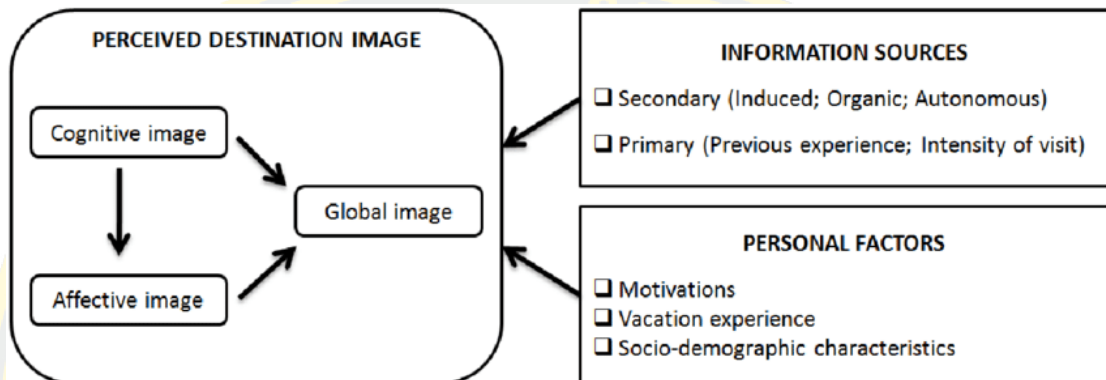 PERCEIVED DESTINATION IMAGE
Cognitive image
Global image
Affective image
INFORMATION SOURCES
❑ Secondary (Induced; Organic; Autonomous)
❑ Primary (Previous experience; Intensity of visit)
PERSONAL FACTORS
❑ Motivations
❑ Vacation experience
❑ Socio-demographic characteristics